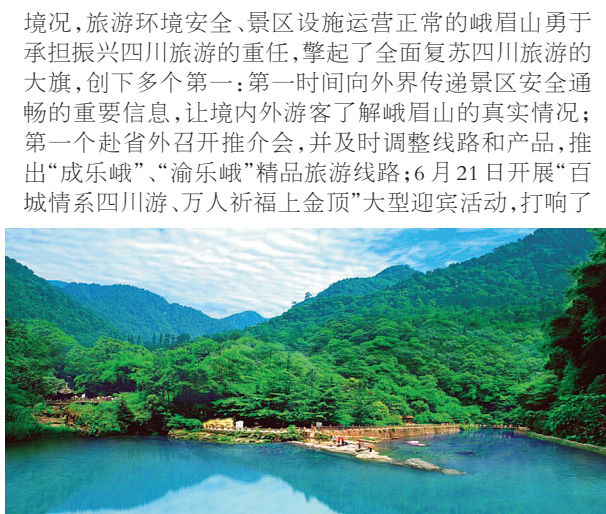 境况，旅游环境安全、景区设施运营正常的峨眉山勇于
承担振兴四川旅游的重任，擎起了全面复苏四川旅游的
大旗，创下多个第一：第一时间向外界传递景区安全通
畅的重要信息，让境内外游客了解峨眉山的真实情况；
第一个赴省外召开推介会，并及时调整线路和产品，推
出“成乐峨”、“渝乐峨”精品旅游线路；6月21日开展“百
城情系四川游、万人祈福上金顶”大型迎宾活动，打响了